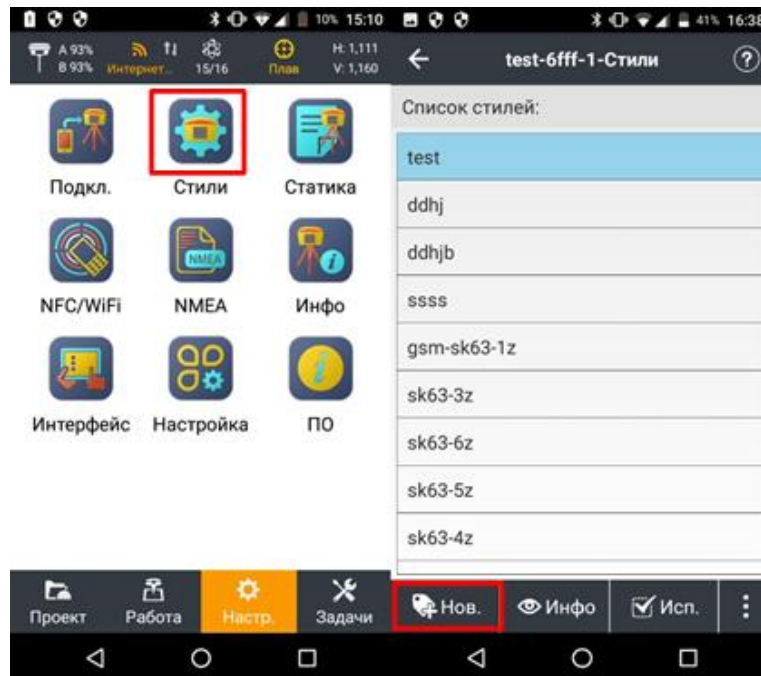 10% 15:10
A 93%
B 93%
Интернет...
15/16
Плав
H: 1,111
V: 1,160
Подкл.
Стили
Статика
NFC/WiFi
NMEA
NMEA
Инфо
Интерфейс
Настройка
ПО
Проект
Работа
Настр.
Задачи
41% 16:38
test-6fff-1-Стили
?
Список стилей:
test
ddhj
ddhjb
ssss
gsm-sk63-1z
sk63-3z
sk63-6z
sk63-5z
sk63-4z
Нов.
Инфо
Исп.